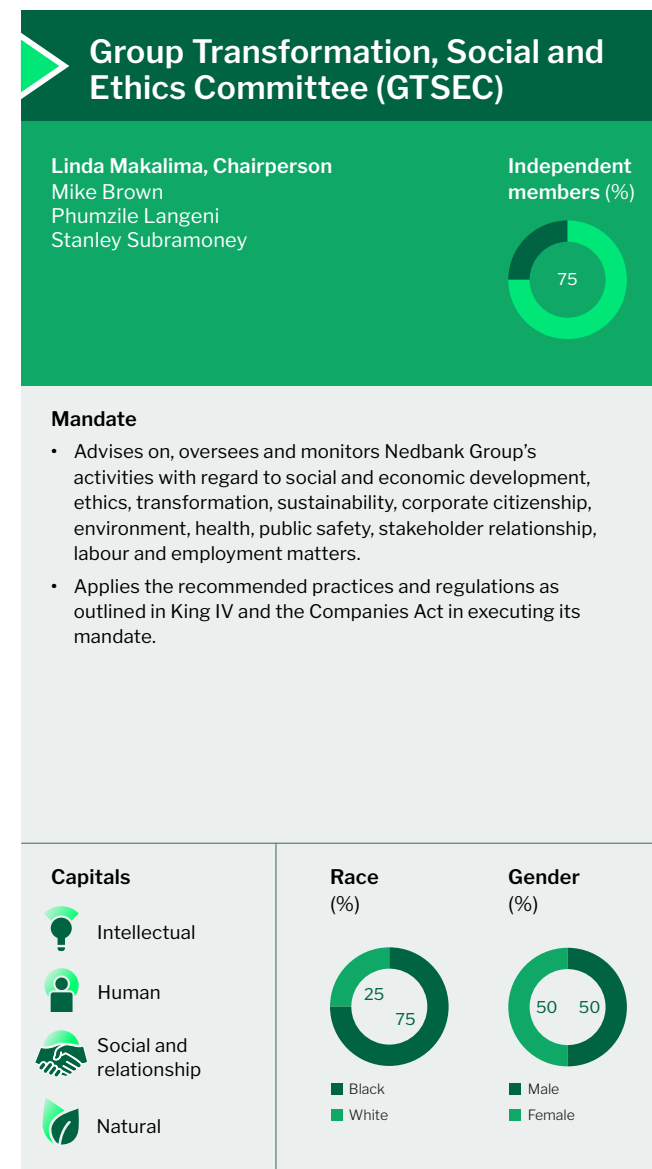 Group Transformation, Social and
Ethics Committee (GTSEC)
Linda Makalima, Chairperson
Mike Brown
Phumzile Langeni
Stanley Subramoney
Independent
members (%)
75
Mandate
• Advises on, oversees and monitors Nedbank Group's
activities with regard to social and economic development,
ethics, transformation, sustainability, corporate citizenship,
environment, health, public safety, stakeholder relationship,
labour and employment matters.
• Applies the recommended practices and regulations as
outlined in King IV and the Companies Act in executing its
mandate.
Capitals
Intellectual
Human
Social and
relationship
Natural
Race
(%)
25
75
Black
White
Gender
(%)
50 50
Male
Female